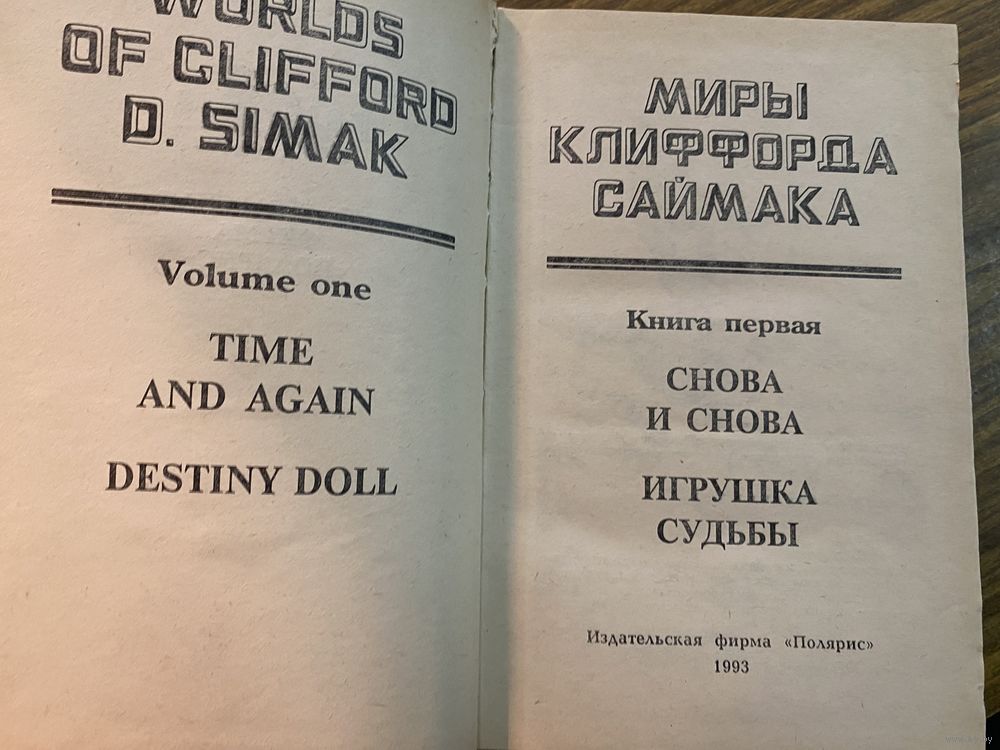 WORLDS
OF CLIFFORD
D. SIMAK
Volume one
TIME
AND AGAIN
DESTINY DOLL
МИРЫ
КЛИФФОРДА
САЙМАКА
Книга первая
СНОВА
И СНОВА
ИГРУШКА
СУДЬБЫ
Издательская фирма «Полярис»
1993